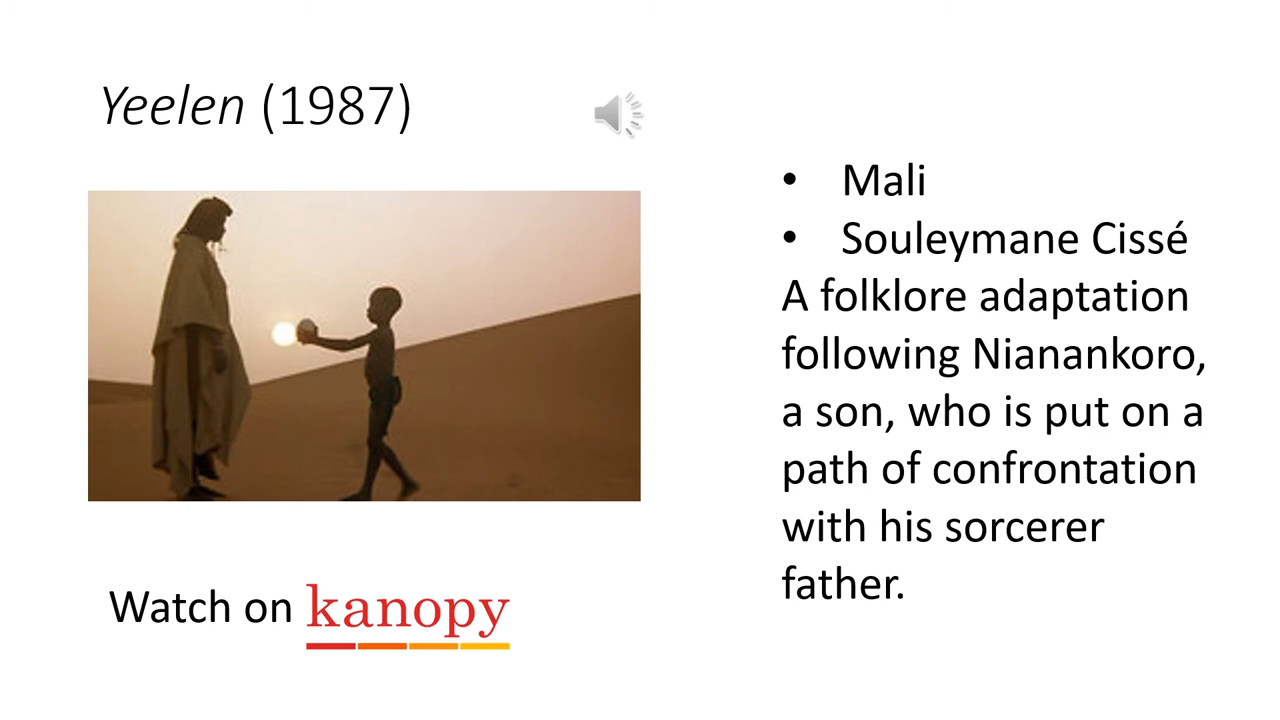 Yeelen (1987)
Watch on kanopy
• Mali
• Souleymane Cissé
A folklore adaptation
following Nianankoro,
a son, who is put on a
path of confrontation
with his sorcerer
father.